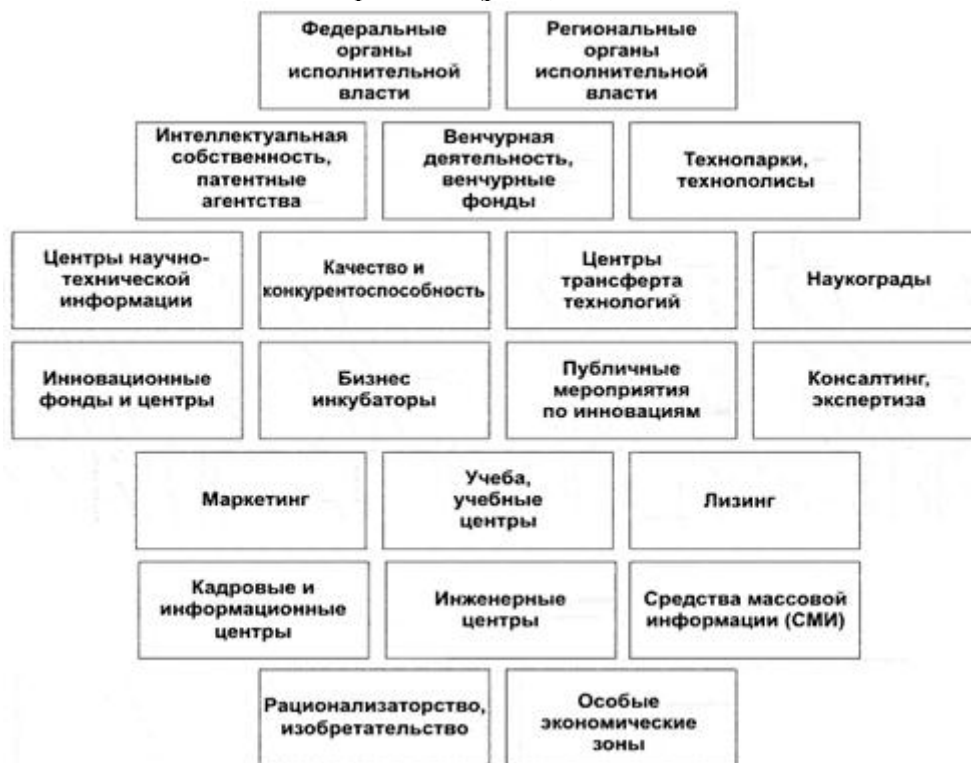 Федеральные
органы
исполнительной
власти
Региональные
органы
исполнительной
власти
Интеллектуальная
собственность,
патентные
агентства
Венчурная
деятельность,
венчурные
фонды
Технопарки,
технополисы
Центры научно-
технической
информации
Качество и
конкурентоспособность
Центры
трансферта
технологий
Наукограды
Инновационные
фонды и центры
Бизнес
инкубаторы
Публичные
мероприятия
по инновациям
Консалтинг,
экспертиза
Маркетинг
Учеба,
учебные
центры
Лизинг
Кадровые и
информационные
центры
Инженерные
центры
Средства массовой
информации (СМИ)
Рационализаторство,
изобретательство
Особые
экономические
зоны